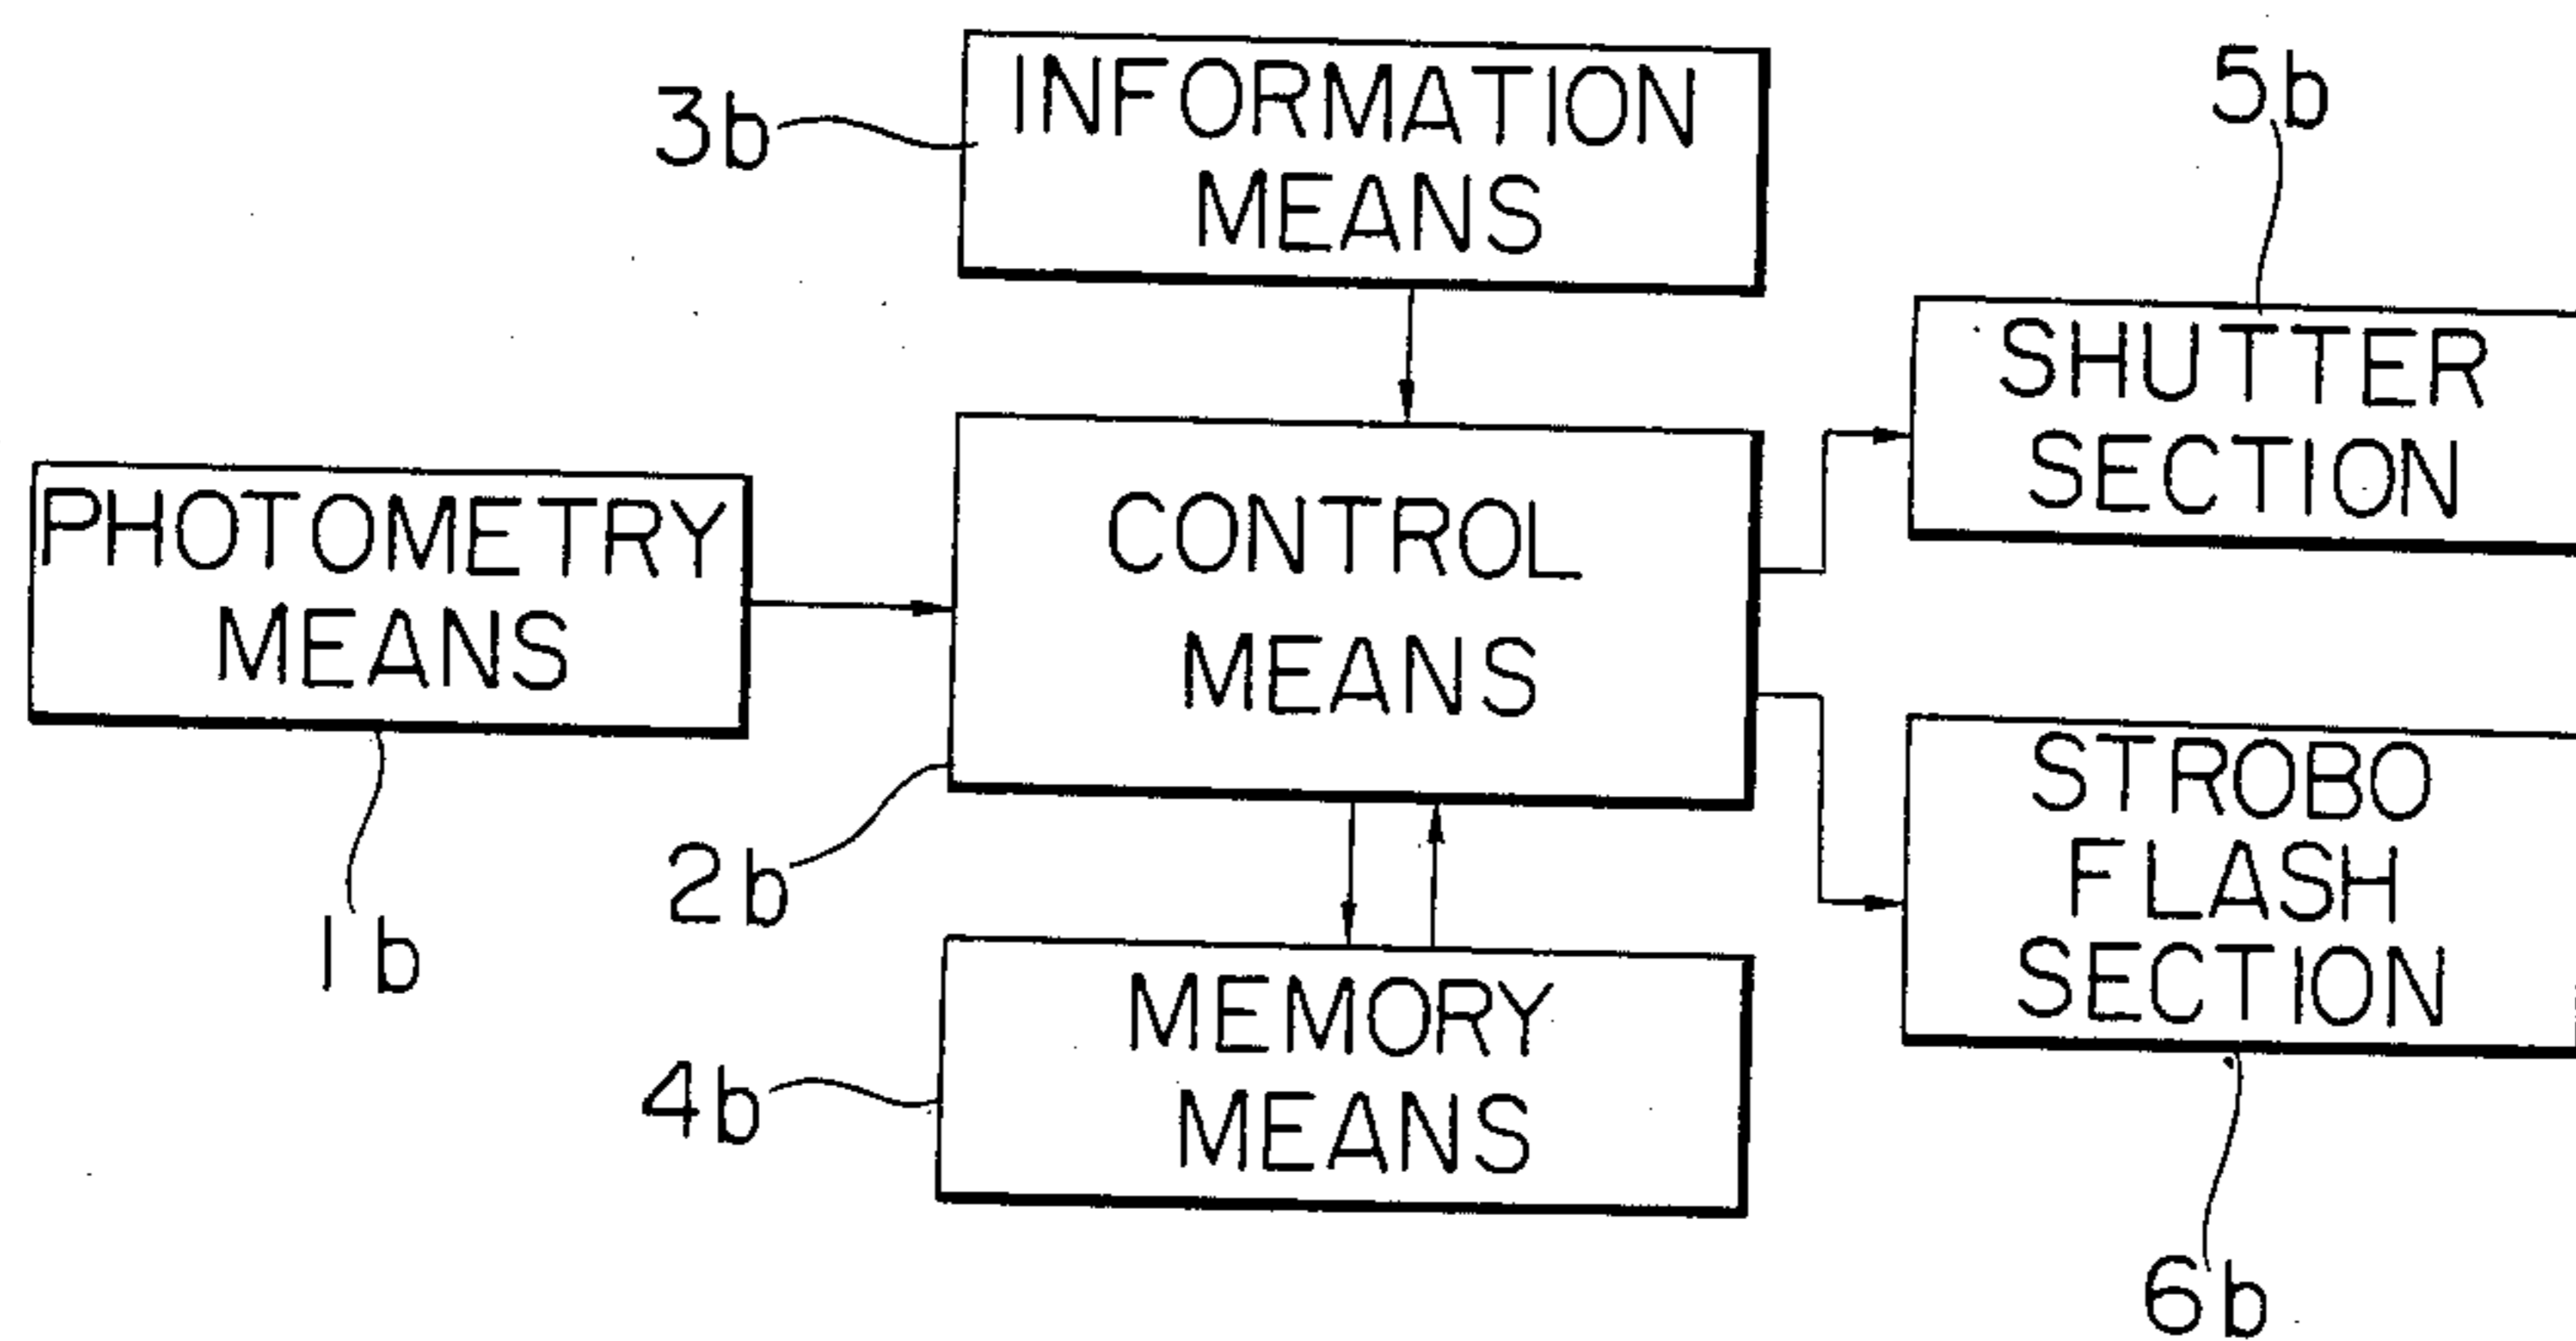 3b
INFORMATION
MEANS
5b
SHUTTER
SECTION
PHOTOMETRY
MEANS
1b
CONTROL
MEANS
2b
STROBO
FLASH
SECTION
6b
MEMORY
MEANS
4b